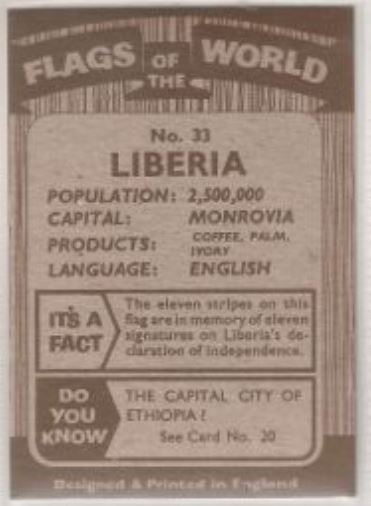 FLAGS OF THE WORLD
No. 33
LIBERIA
POPULATION: 2,500,000
CAPITAL: MONROVIA
PRODUCTS: COFFEE, PALM,
IVORY
LANGUAGE: ENGLISH
IT'S A
FACT
The eleven stripes on this
flag are in memory of eleven
signatures on Liberia's de-
claration of independence.
DO
YOU
KNOW
THE CAPITAL CITY OF
ETHIOPIA?
See Card No. 20
Designed & Printed in England